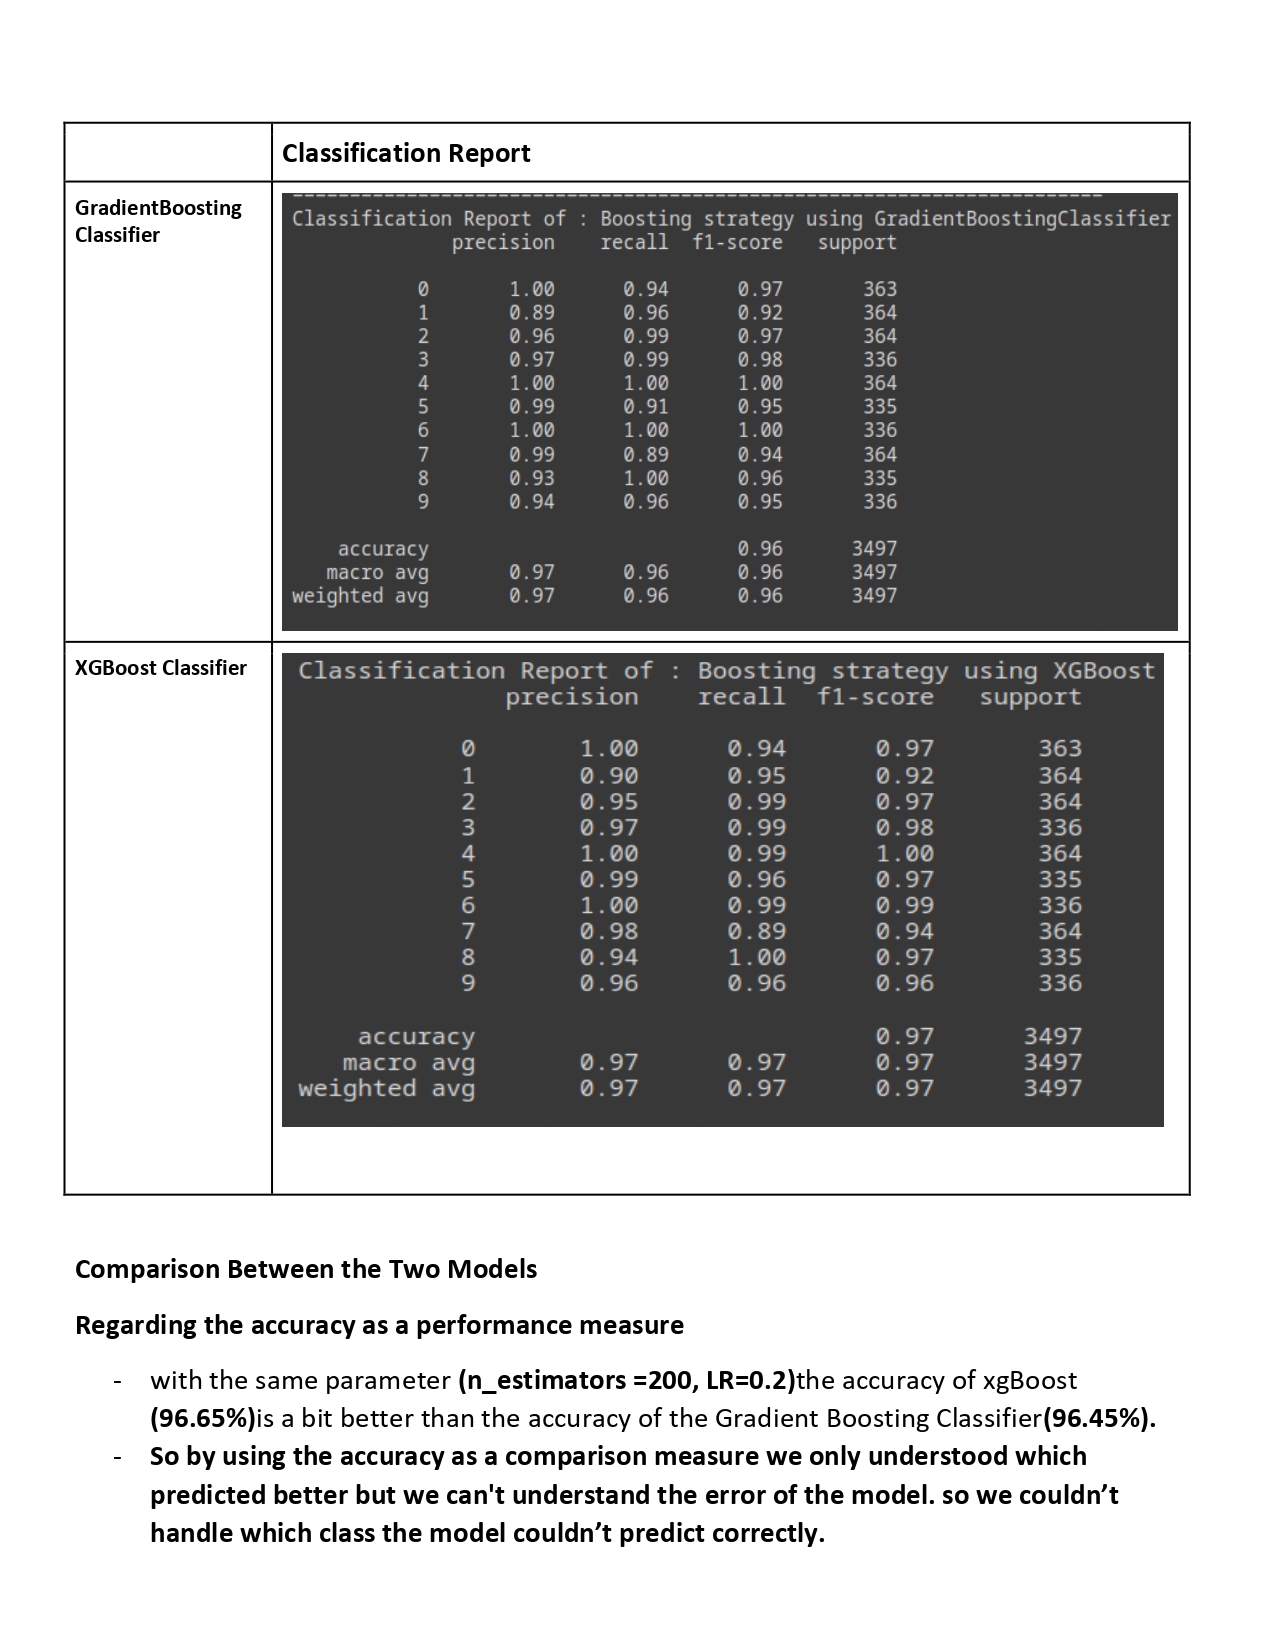 Classification Report
GradientBoosting
Classifier
Classification Report of : Boosting strategy using GradientBoostingClassifier
precision recall f1-score support
0 1.00 0.94 0.97 363
1 0.89 0.96 0.92 364
2 0.96 0.99 0.97 364
3 0.97 0.99 0.98 336
4 1.00 1.00 1.00 364
5 0.99 0.91 0.95 335
6 1.00 1.00 1.00 336
7 0.99 0.89 0.94 364
8 0.93 1.00 0.96 335
9 0.94 0.96 0.95 336
accuracy 0.96 3497
macro avg 0.97 0.96 0.96 3497
weighted avg 0.97 0.96 0.96 3497
XGBoost Classifier
Classification Report of : Boosting strategy using XGBoost
precision recall f1-score support
0 1.00 0.94 0.97 363
1 0.90 0.95 0.92 364
2 0.95 0.99 0.97 364
3 0.97 0.99 0.98 336
4 1.00 0.99 1.00 364
5 0.99 0.96 0.97 335
6 1.00 0.99 0.99 336
7 0.98 0.89 0.94 364
8 0.94 1.00 0.97 335
9 0.96 0.96 0.96 336
accuracy 0.97 3497
macro avg 0.97 0.97 0.97 3497
weighted avg 0.97 0.97 0.97 3497
Comparison Between the Two Models
Regarding the accuracy as a performance measure
- with the same parameter (n_estimators =200, LR=0.2)the accuracy of xgBoost
(96.65%)is a bit better than the accuracy of the Gradient Boosting Classifier(96.45%).
- So by using the accuracy as a comparison measure we only understood which
predicted better but we can't understand the error of the model. so we couldn’t
handle which class the model couldn’t predict correctly.